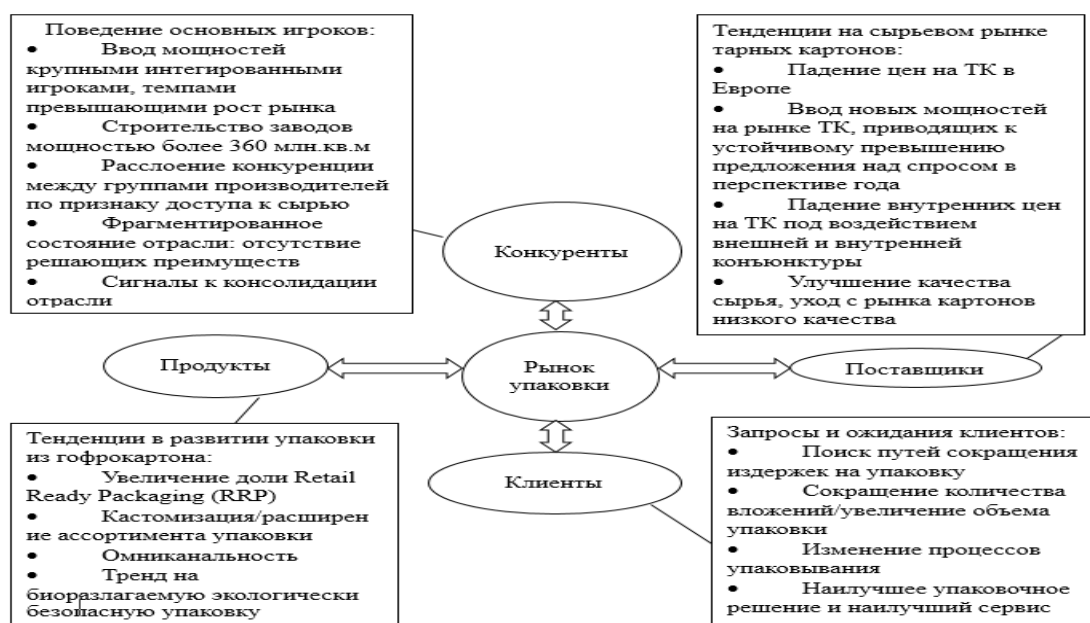 Поведение основных игроков:
• Ввод мощностей
крупными интегированными
игроками, темпами
превышающими рост рынка
• Строительство заводов
мощностью более 360 млн.кв.м
• Расслоение конкуренции
между группами производителей
по признаку доступа к сырью
• Фрагментированное
состояние отрасли: отсутствие
решающих преимуществ
• Сигналы к консолидации
отрасли
Тенденции на сырьевом рынке
тарных картонов:
• Падение цен на ТК в
Европе
• Ввод новых мощностей
на рынке ТК, приводящих к
устойчивому превышению
предложения над спросом в
перспективе года
• Падение внутренних цен
на ТК под воздействием
внешней и внутренней
конъюнктуры
• Улучшение качества
сырья, уход с рынка картонов
низкого качества
Конкуренты
Продукты
Рынок
упаковки
Поставщики
Клиенты
Тенденции в развитии упаковки
из гофрокартона:
• Увеличение доли Retail
Ready Packaging (RRP)
• Кастомизация/расширен
ие ассортимента упаковки
• Омниканальность
• Тренд на
биоразлагаемую экологически
безопасную упаковку
Запросы и ожидания клиентов:
• Поиск путей сокращения
издержек на упаковку
• Сокращение количества
вложений/увеличение объема
упаковки
• Изменение процессов
упаковывания
• Наилучшее упаковочное
решение и наилучший сервис